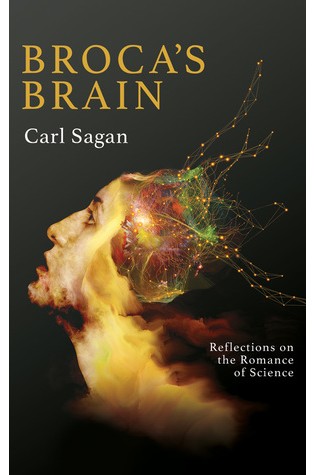 BROCA'S
BRAIN
Carl Sagan
Reflections on
the Romance
of Science